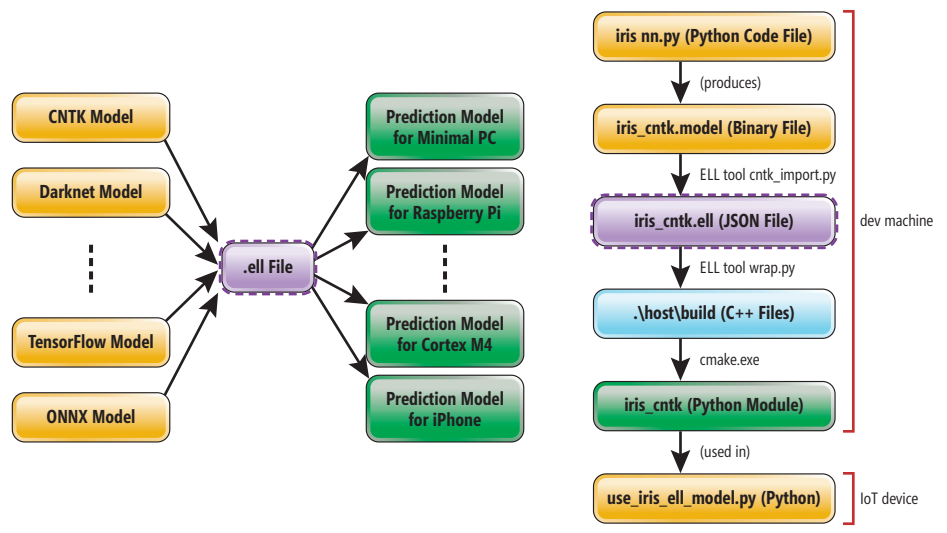 CNTK Model
Darknet Model
TensorFlow Model
ONNX Model
.ell File
Prediction Model
for Minimal PC
Prediction Model
for Raspberry Pi
Prediction Model
for Cortex M4
Prediction Model
for iPhone
iris nn.py (Python Code File)
(produces)
iris_cntk.model (Binary File)
ELL tool cntk_import.py
iris_cntk.ell (JSON File)
ELL tool wrap.py
.\host\build (C++ Files)
cmake.exe
iris_cntk (Python Module)
(used in)
use_iris_ell_model.py (Python)
dev machine
IoT device